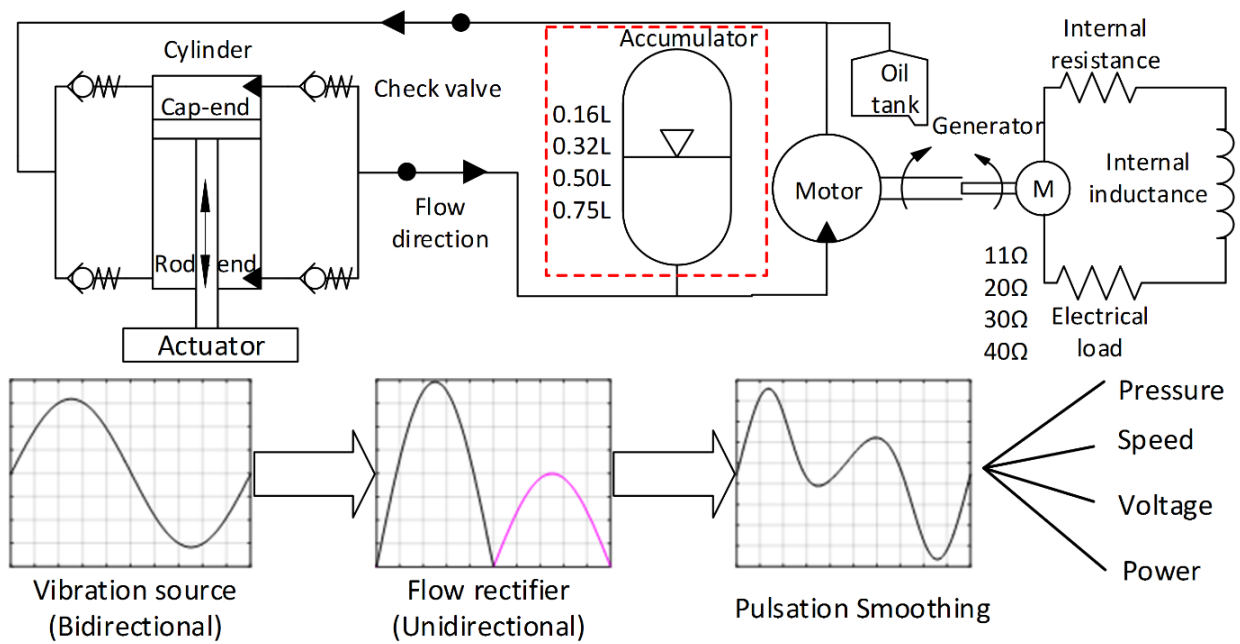 Cylinder
Cap-end
Rod end
Actuator
Check valve
Flow
direction
Accumulator
0.16L
0.32L
0.50L
0.75L
Oil
tank
Motor
Generator
M
Internal
resistance
Internal
inductance
11Ω
20Ω
30Ω
40Ω
Electrical
load
Vibration source
(Bidirectional)
Flow rectifier
(Unidirectional)
Pulsation Smoothing
Pressure
Speed
Voltage
Power